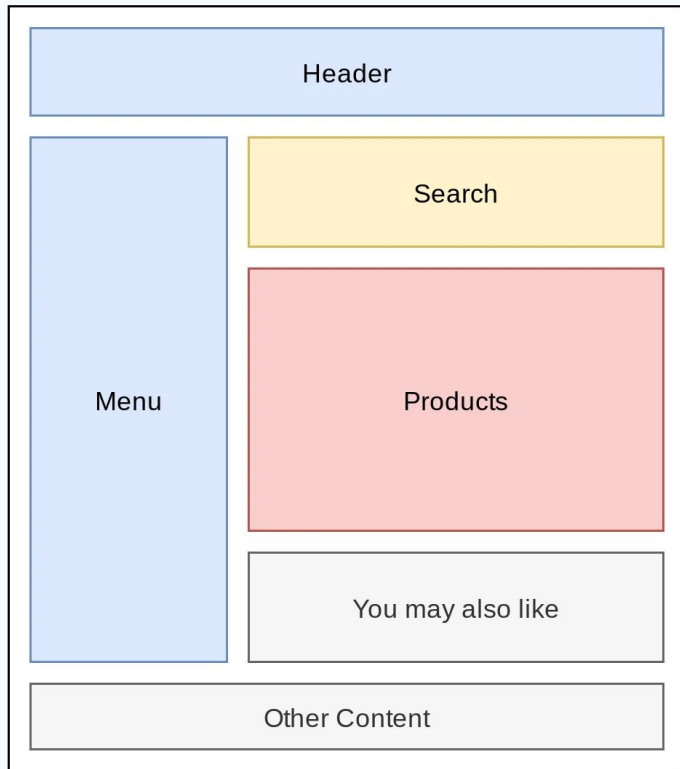 Header
Menu
Search
Products
You may also like
Other Content